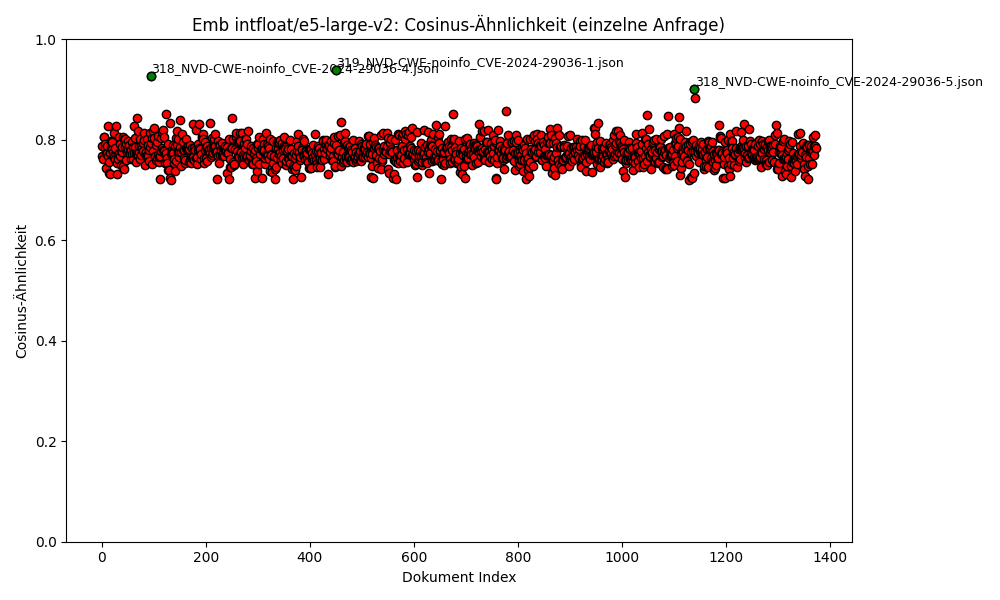 Emb intfloat/e5-large-v2: Cosinus-Ähnlichkeit (einzelne Anfrage)
1.0
319_NVD-CWE-noinfo_CVE-2024-29036-1.json
318_NVD-CWE-noinfo_CVE-2024-29036-4.json
318_NVD-CWE-noinfo_CVE-2024-29036-5.json
0.8
0.6
Cosinus-Ähnlichkeit
0.4
0.2
0.0
0 200 400 600 800 1000 1200 1400
Dokument Index